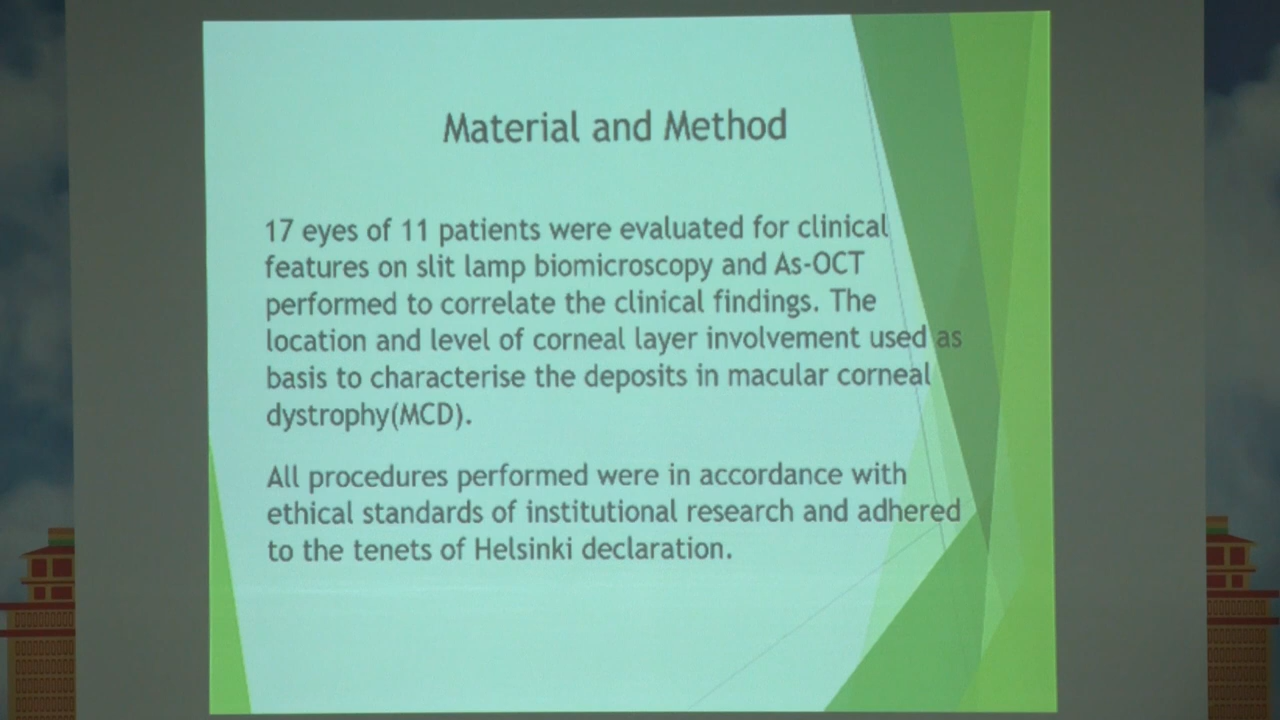 Material and Method
17 eyes of 11 patients were evaluated for clinical
features on slit lamp biomicroscopy and As-OCT
performed to correlate the clinical findings. The
location and level of corneal layer involvement used as
basis to characterise the deposits in macular corneal
dystrophy(MCD).
All procedures performed were in accordance with
ethical standards of institutional research and adhered
to the tenets of Helsinki declaration.